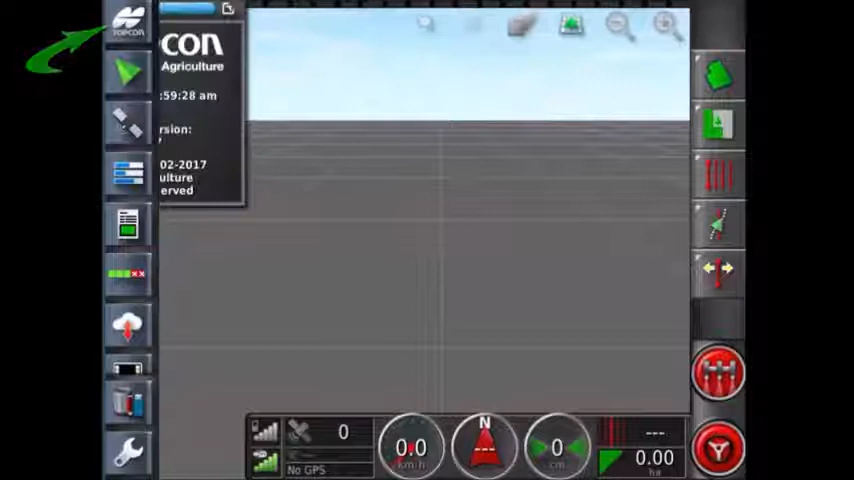 TOPCON
CON
Agriculture
:59:28 am
rsion:
02-2017
ulture
erved
0
No GPS
0.0
km/h
N
---
0
cm
---
0.00
ha